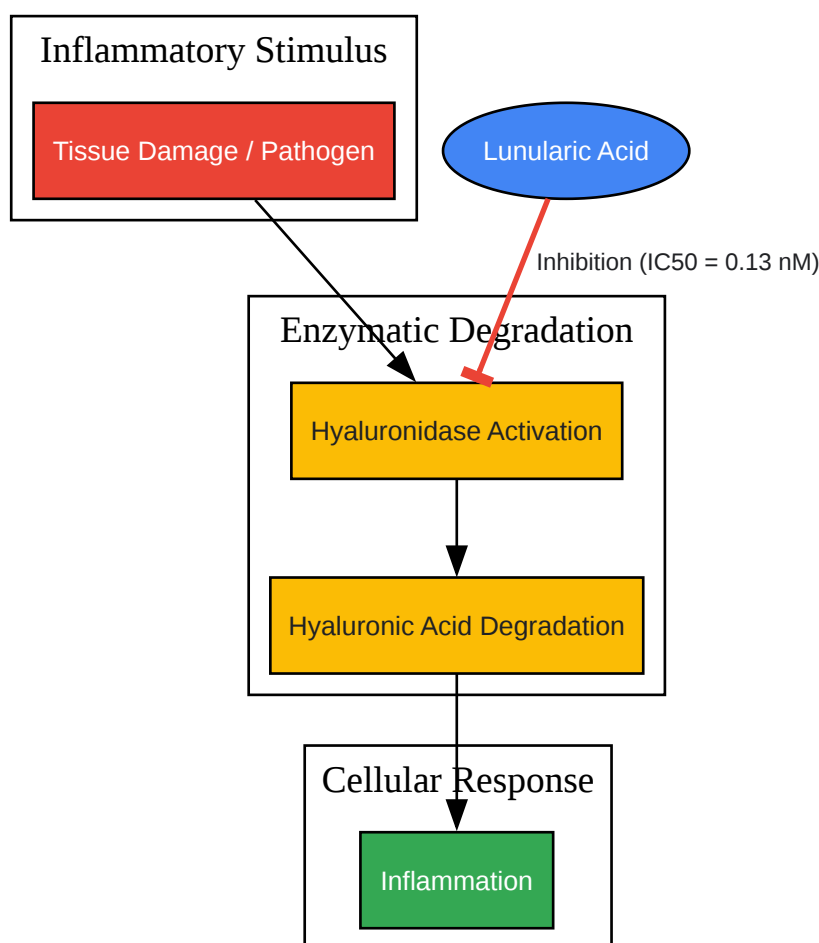 Inflammatory Stimulus
Tissue Damage / Pathogen
Lunularic Acid
Inhibition (IC50 = 0.13 nM)
Enzymatic Degradation
Hyaluronidase Activation
Hyaluronic Acid Degradation
Cellular Response
Inflammation